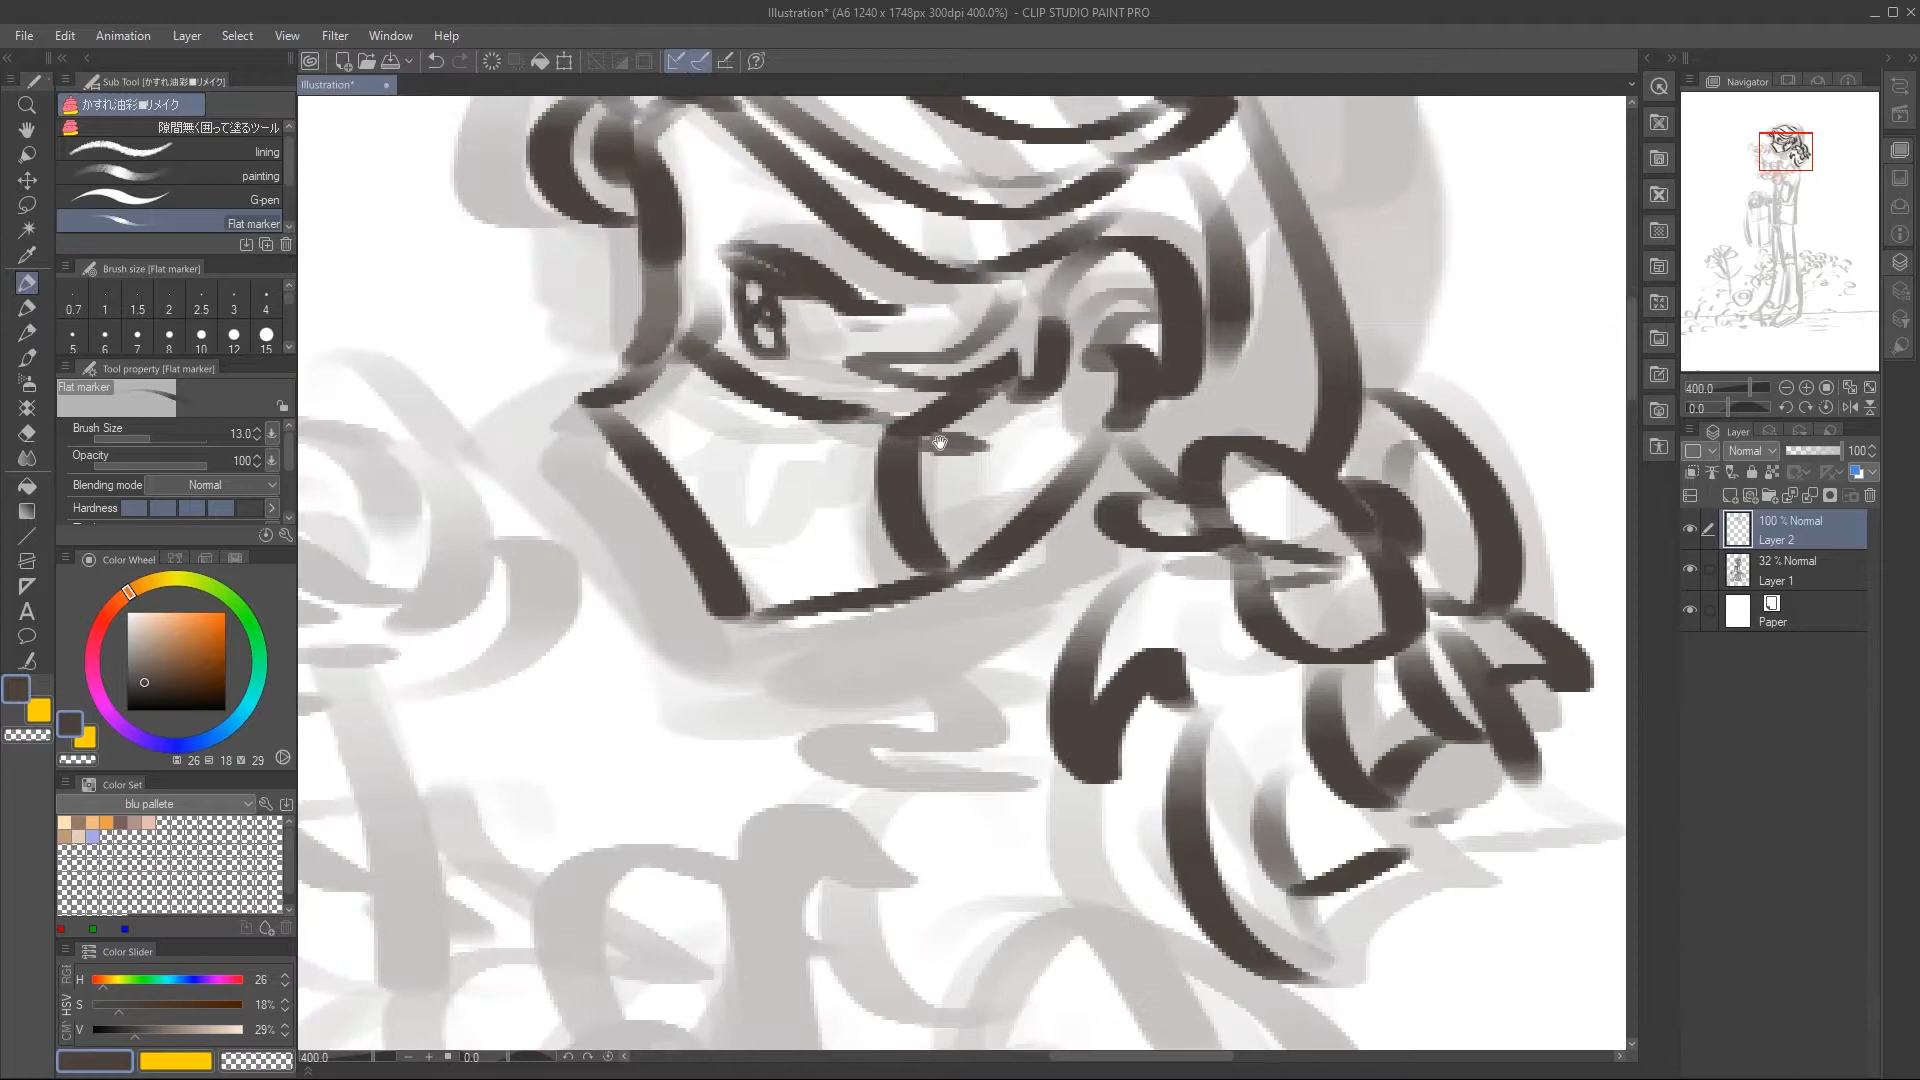 Illustration* (A6 1240 x 1748px 300dpi 400.0%)  - CLIP STUDIO PAINT PRO
File Edit Animation Layer Select View Filter Window Help
Sub Tool [かすれ油彩■リメイク]
Illustration*
Navigator
かすれ油彩■リメイク
隙間無く囲って塗るツール
lining
painting
G-pen
Flat marker
Brush size [Flat marker]
0.7 1 1.5 2 2.5 3 4
5 6 7 8 10 12 15
Tool property [Flat marker]
Flat marker
Brush Size 13.0
Opacity 100
Blending mode Normal
Hardness
Color Wheel
H 26 S 18 V 29
Color Set
blu pallete
Color Slider
RGB
HSV
H 26
S 18%
V 29%
400.0 0.0
400.0
0.0
Layer
Normal 100
100 % Normal
Layer 2
32 % Normal
Layer 1
Paper